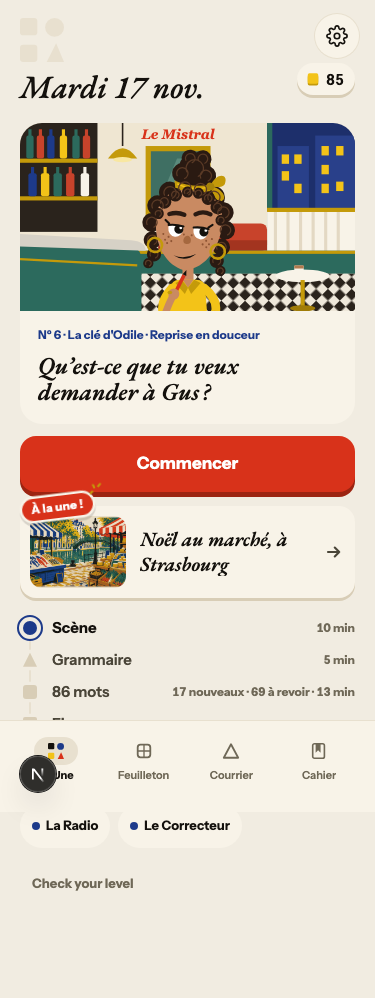 Mardi 17 nov.
85
Le Mistral
N° 6 · La clé d'Odile · Reprise en douceur
Qu'est-ce que tu veux
demander à Gus ?
Commencer
À la une !
Noël au marché, à
Strasbourg
Scène
10 min
Grammaire
5 min
86 mots
17 nouveaux · 69 à revoir · 13 min
N
Une
Feuilleton
Courrier
Cahier
La Radio
Le Correcteur
Check your level